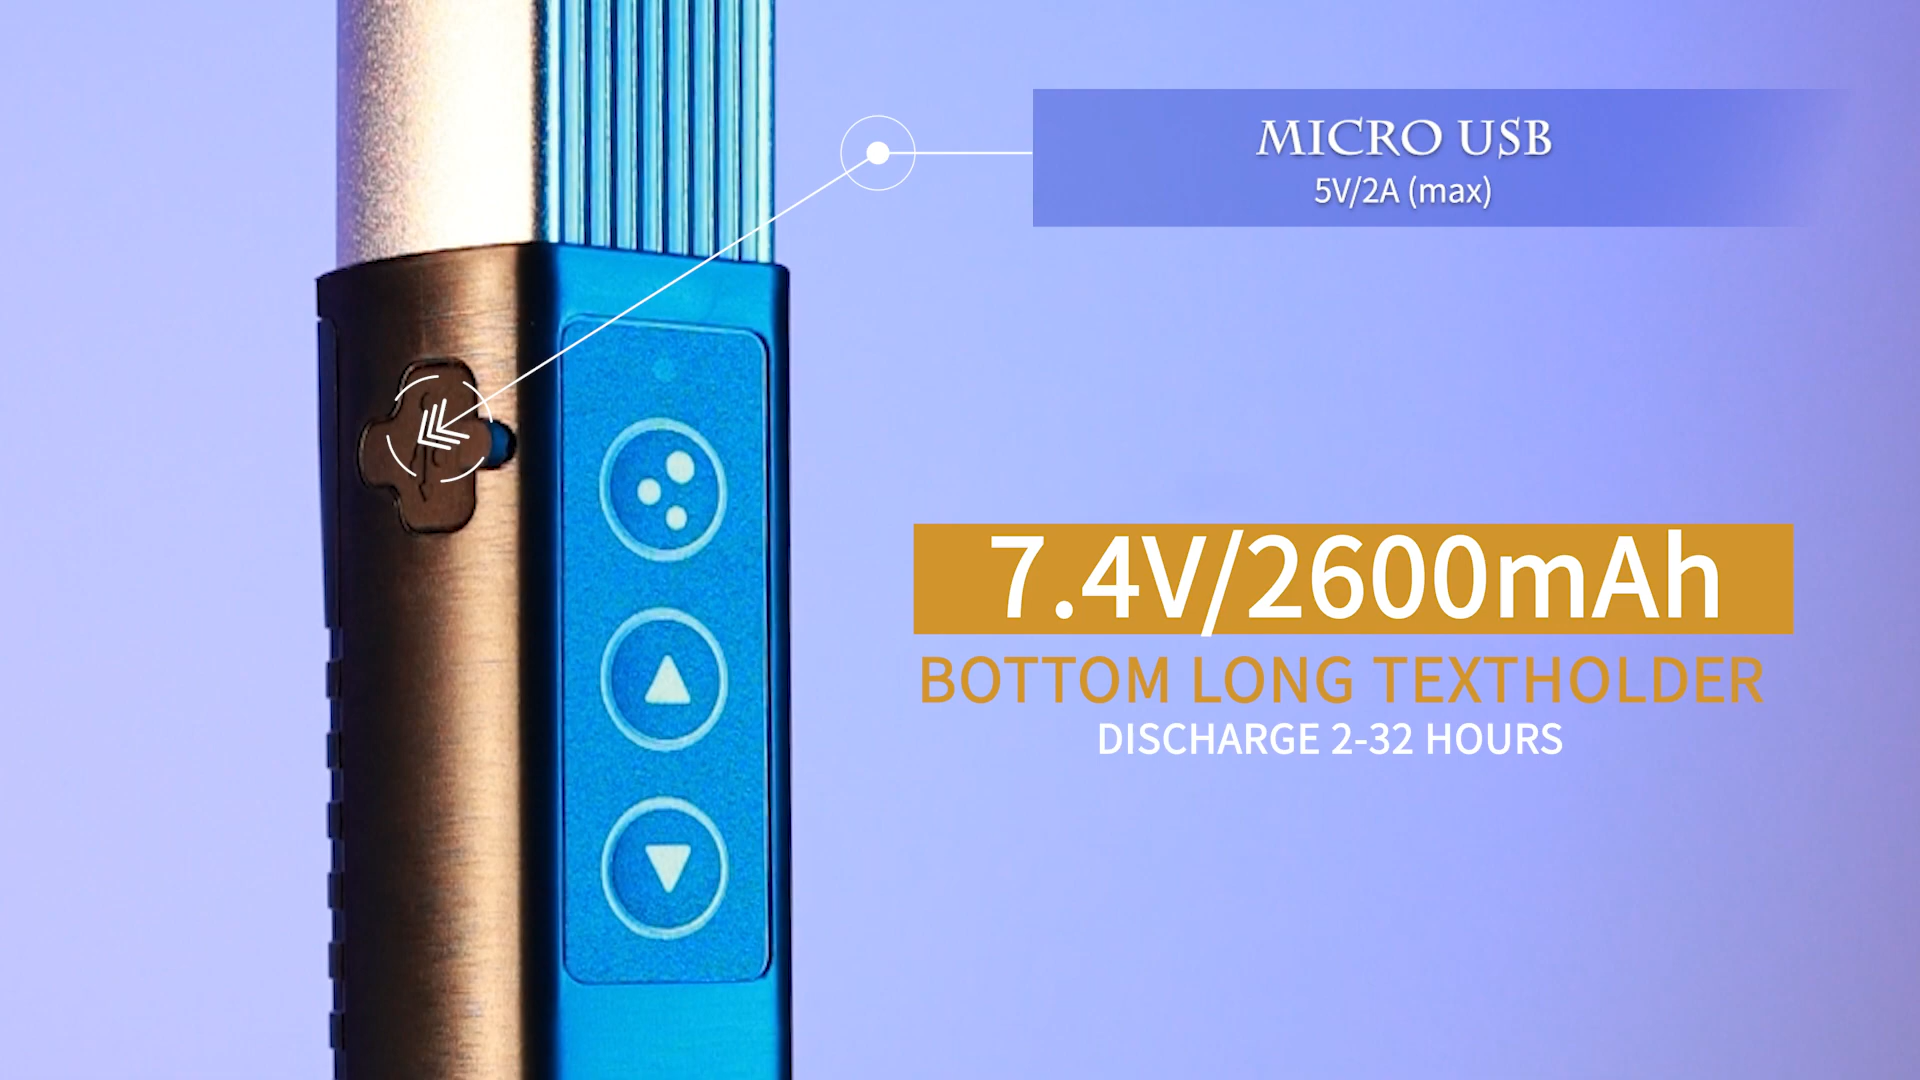 MICRO USB
5V/2A (max)
7.4V/2600mAh
BOTTOM LONG TEXTHOLDER
DISCHARGE 2-32 HOURS